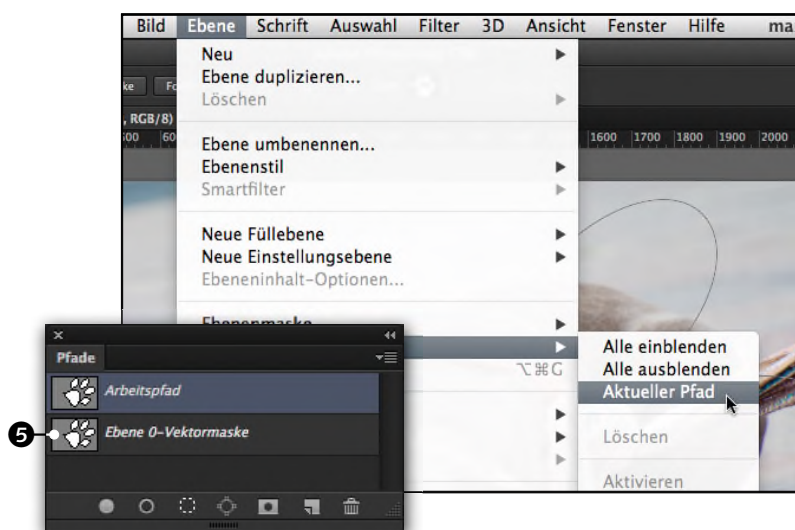 Bild Ebene Schrift Auswahl Filter 3D Ansicht Fenster Hilfe
Neu
Ebene duplizieren...
Löschen
, RGB/8)
1600 1700 1800 1900 2000
Ebene umbenennen...
Ebenenstil
Smartfilter
Neue Füllebene
Neue Einstellungsebene
Ebeneninhalt-Optionen...
Ebenenmaske
Alle einblenden
Alle ausblenden
Aktueller Pfad
Löschen
Aktivieren
⌥⌘G
Pfade
Arbeitspfad
5
Ebene 0-Vektormaske